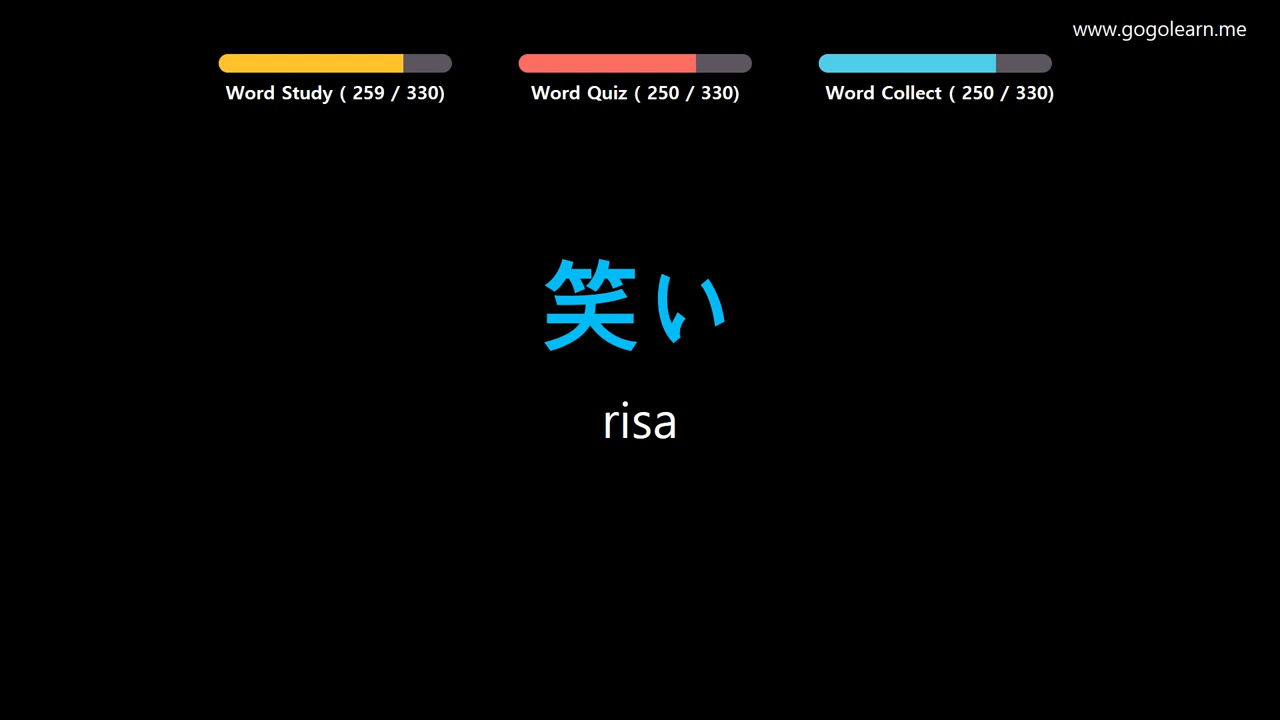 www.gogolearn.me
Word Study ( 259 / 330)
Word Quiz ( 250 / 330)
Word Collect ( 250 / 330)
笑い
risa